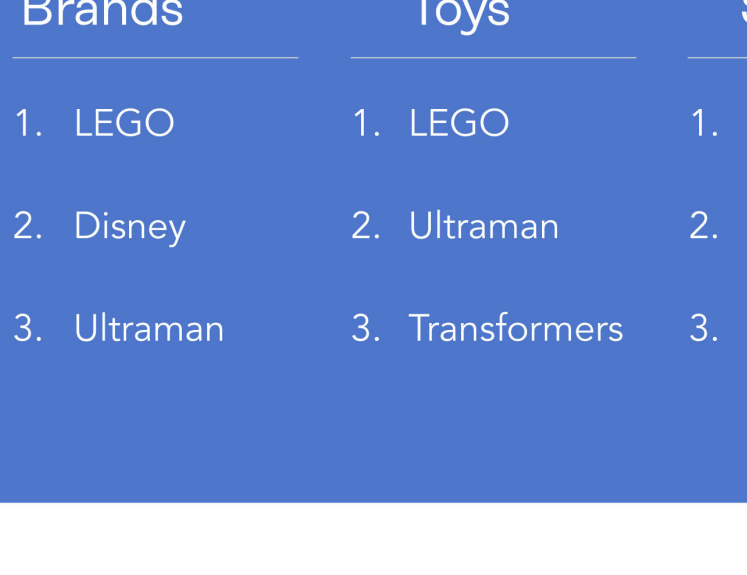 Brands
1. LEGO
2. Disney
3. Ultraman
Toys
1. LEGO
2. Ultraman
3. Transformers
1.
2.
3.